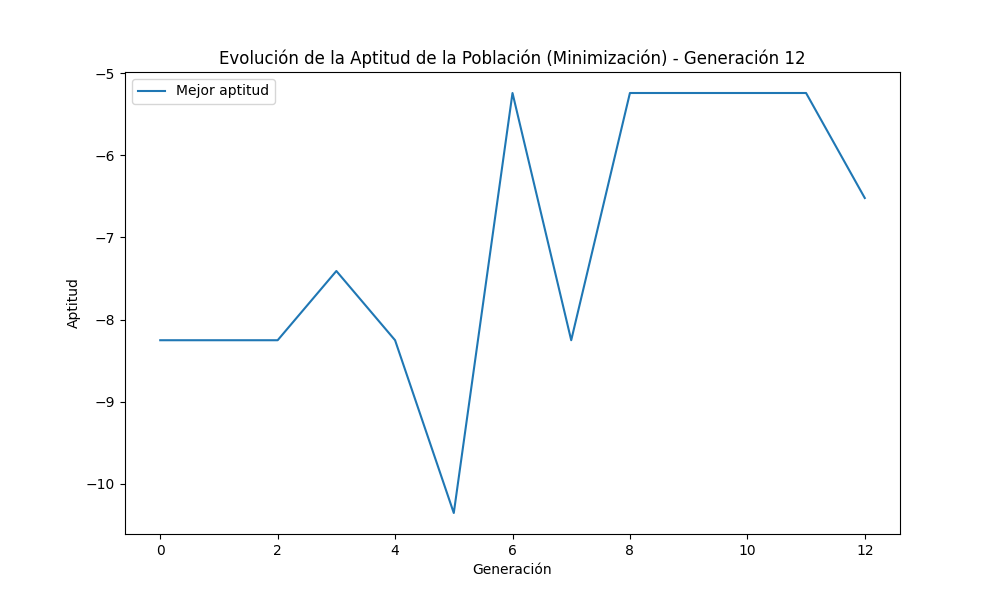 Evolución de la Aptitud de la Población (Minimización) - Generación 12
Mejor aptitud
−5
−6
−7
−8
−9
−10
Aptitud
0 2 4 6 8 10 12
Generación